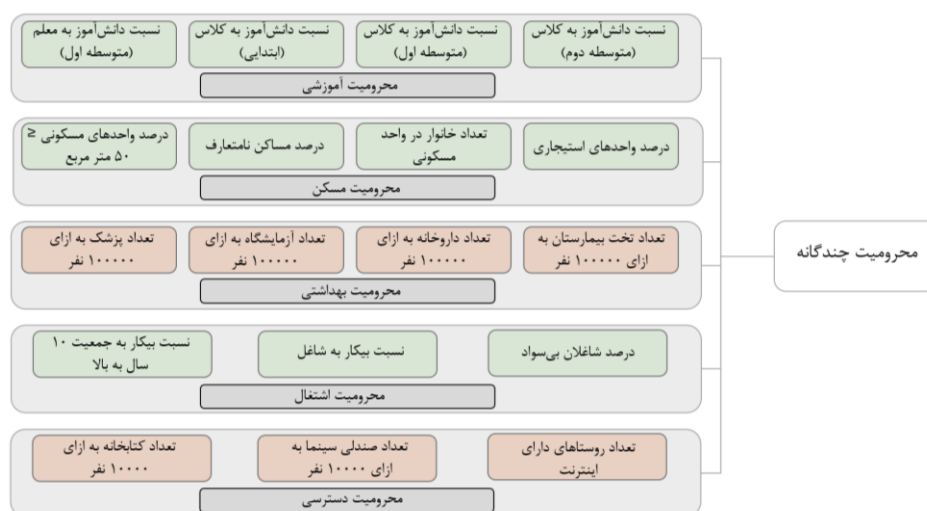 نسبت دانش‌آموز به کلاس
(متوسطه دوم)
نسبت دانش‌آموز به کلاس
(متوسطه اول)
نسبت دانش‌آموز به کلاس
(ابتدایی)
نسبت دانش‌آموز به معلم
(متوسطه اول)
محرومیت آموزشی
درصد واحدهای استیجاری
تعداد خانوار در واحد
مسکونی
درصد مساکن نامتعارف
درصد واحدهای مسکونی ≤
۵۰ متر مربع
محرومیت مسکن
تعداد تخت بیمارستان به
ازای ۱۰۰۰۰۰ نفر
تعداد داروخانه به ازای
۱۰۰۰۰۰ نفر
تعداد آزمایشگاه به ازای
۱۰۰۰۰۰ نفر
تعداد پزشک به ازای
۱۰۰۰۰۰ نفر
محرومیت بهداشتی
محرومیت چندگانه
درصد شاغلان بی‌سواد
نسبت بیکار به شاغل
نسبت بیکار به جمعیت ۱۰
سال به بالا
محرومیت اشتغال
تعداد روستاهای دارای
اینترنت
تعداد صندلی سینما به
ازای ۱۰۰۰۰ نفر
تعداد کتابخانه به ازای
۱۰۰۰۰ نفر
محرومیت دسترسی